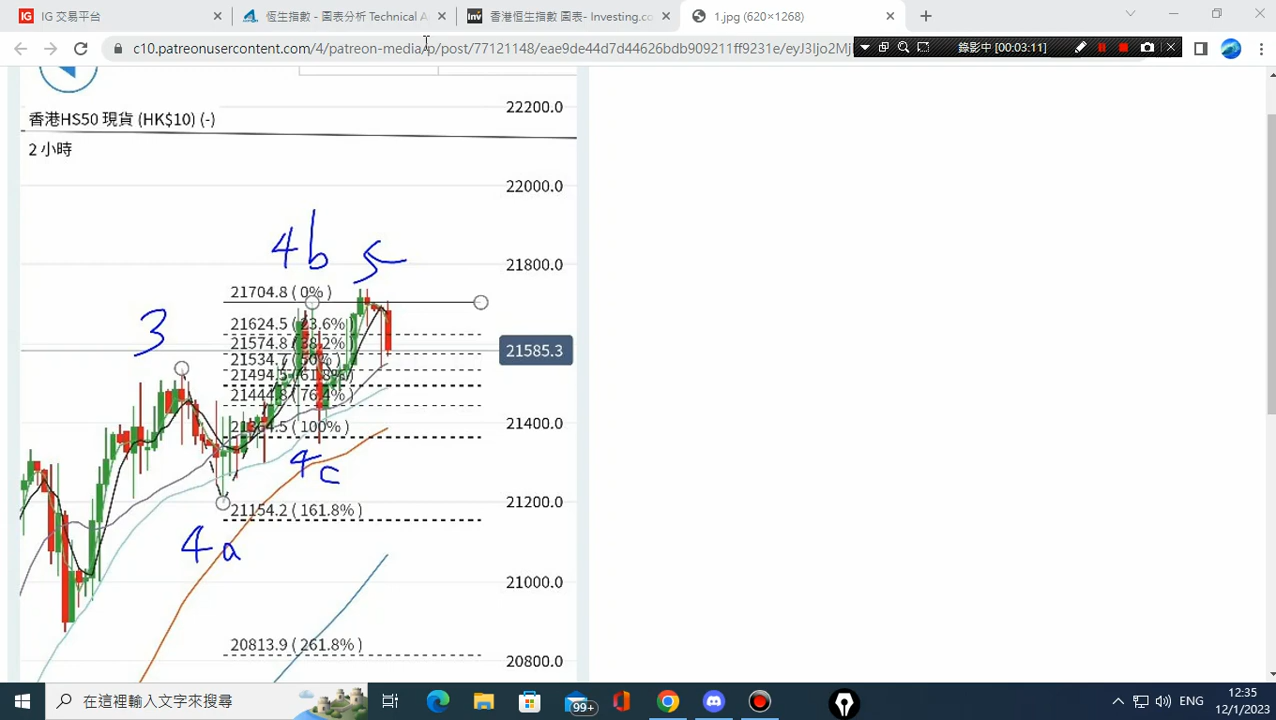 IG 交易平台
恆生指數 - 圖表分析 Technical A
香港恒生指數 圖表- Investing.co
1.jpg (620×1268)
c10.patreonusercontent.com/4/patreon-media/p/post/77121148/eae9de44d7d44626bdb909211ff9231e/eyJ3Ijo2Mj
錄影中 [00:03:11]
香港HS50 現貨 (HK$10) (-)
2 小時
22200.0
22000.0
21800.0
4b
5
3
21704.8 ( 0% )
21624.5 ( 23.6% )
21574.8 ( 38.2% )
21585.3
21534.7 ( 50% )
21494.5 ( 61.8% )
21444.8 ( 76.4% )
21364.5 ( 100% )
21400.0
4c
21200.0
21154.2 ( 161.8% )
4a
21000.0
20813.9 ( 261.8% )
20800.0
在這裡輸入文字來搜尋
99+
ENG
12:35
12/1/2023